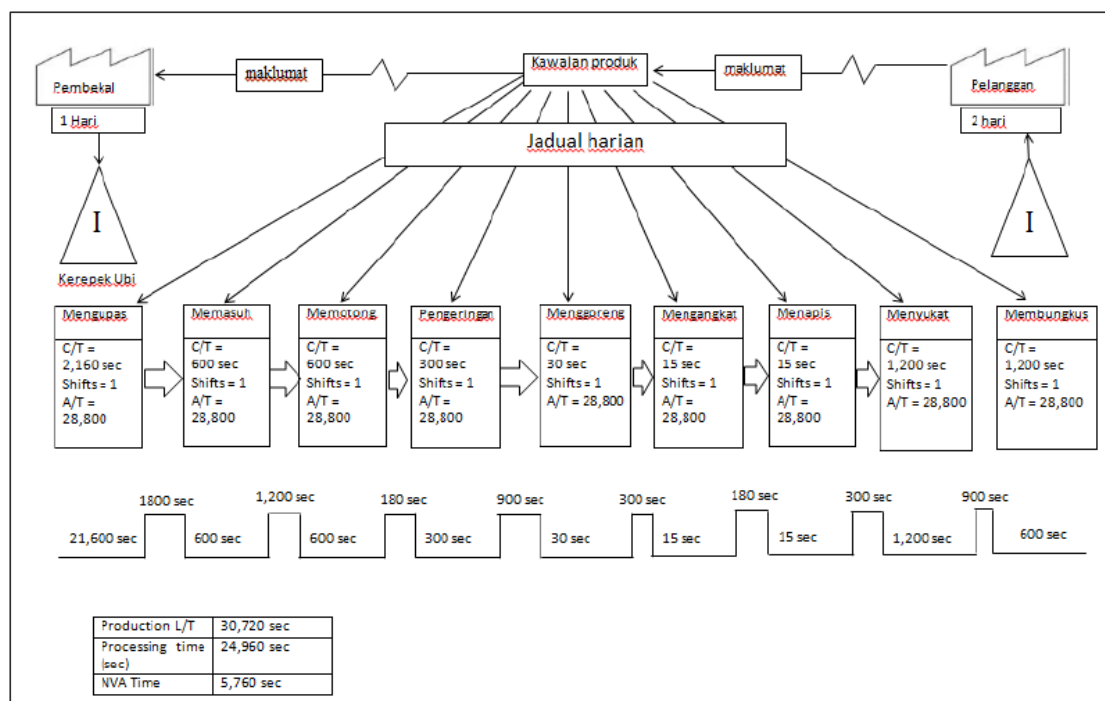 Pembekal
maklumat
Kawalan produk
maklumat
Pelanggan
1 Hari
2 hari
Jadual harian
I
I
Kerepek Ubi
Mengupas
C/T =
2,160 sec
Shifts = 1
A/T =
28,800
Memasuh
C/T =
600 sec
Shifts = 1
A/T =
28,800
Memotong
C/T =
600 sec
Shifts = 1
A/T =
28,800
Pengeringan
C/T =
300 sec
Shifts = 1
A/T =
28,800
Menggoreng
C/T =
30 sec
Shifts = 1
A/T = 28,800
Mengangkat
C/T =
15 sec
Shifts = 1
A/T =
28,800
Menapis
C/T =
15 sec
Shifts = 1
A/T =
28,800
Menyukat
C/T =
1,200 sec
Shifts = 1
A/T = 28,800
Membungkus
C/T =
1,200 sec
Shifts = 1
A/T = 28,800
1800 sec
1,200 sec
180 sec
900 sec
300 sec
180 sec
300 sec
900 sec
21,600 sec
600 sec
600 sec
300 sec
30 sec
15 sec
15 sec
1,200 sec
600 sec
Production L/T 30,720 sec
Processing time 24,960 sec
(sec)
NVA Time 5,760 sec